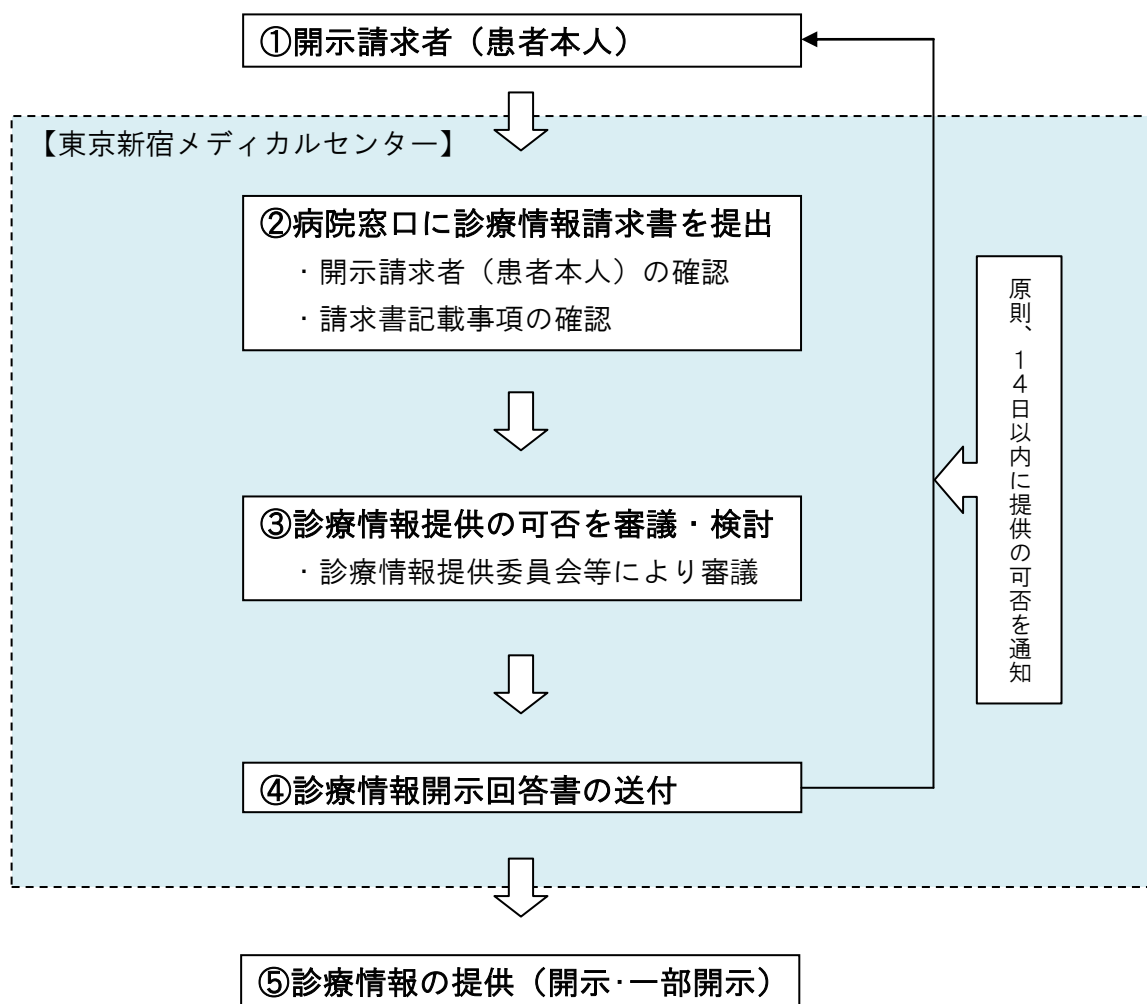 ①開示請求者（患者本人）
【東京新宿メディカルセンター】
②病院窓口に診療情報請求書を提出
・開示請求者（患者本人）の確認
・請求書記載事項の確認
③診療情報提供の可否を審議・検討
・診療情報提供委員会等により審議
原則、１４日以内に提供の可否を通知
④診療情報開示回答書の送付
⑤診療情報の提供（開示・一部開示）